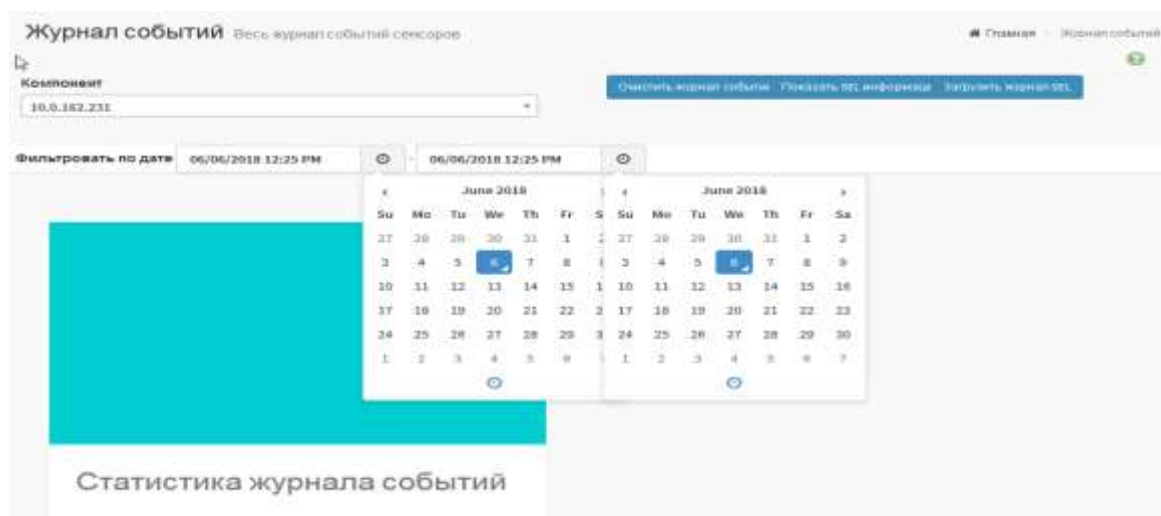 Журнал событий Весь журнал событий сенсоров
Главная Журнал событий
Компонент
Очистить журнал событи Показать SEL информаци Загрузить журнал SEL
10.0.162.231
Фильтровать по дате 06/06/2018 12:25 PM - 06/06/2018 12:25 PM
‹ June 2018
Su Mo Tu We Th Fr S
27 28 29 30 31 1 2
3 4 5 6 7 8
10 11 12 13 14 15 1
17 18 19 20 21 22 2
24 25 26 27 28 29 3
1 2 3 4 5 6
‹ June 2018 ›
Su Mo Tu We Th Fr Sa
27 28 29 30 31 1 2
3 4 5 6 7 8 9
10 11 12 13 14 15 16
17 18 19 20 21 22 23
24 25 26 27 28 29 30
1 2 3 4 5 6 7
Статистика журнала событий